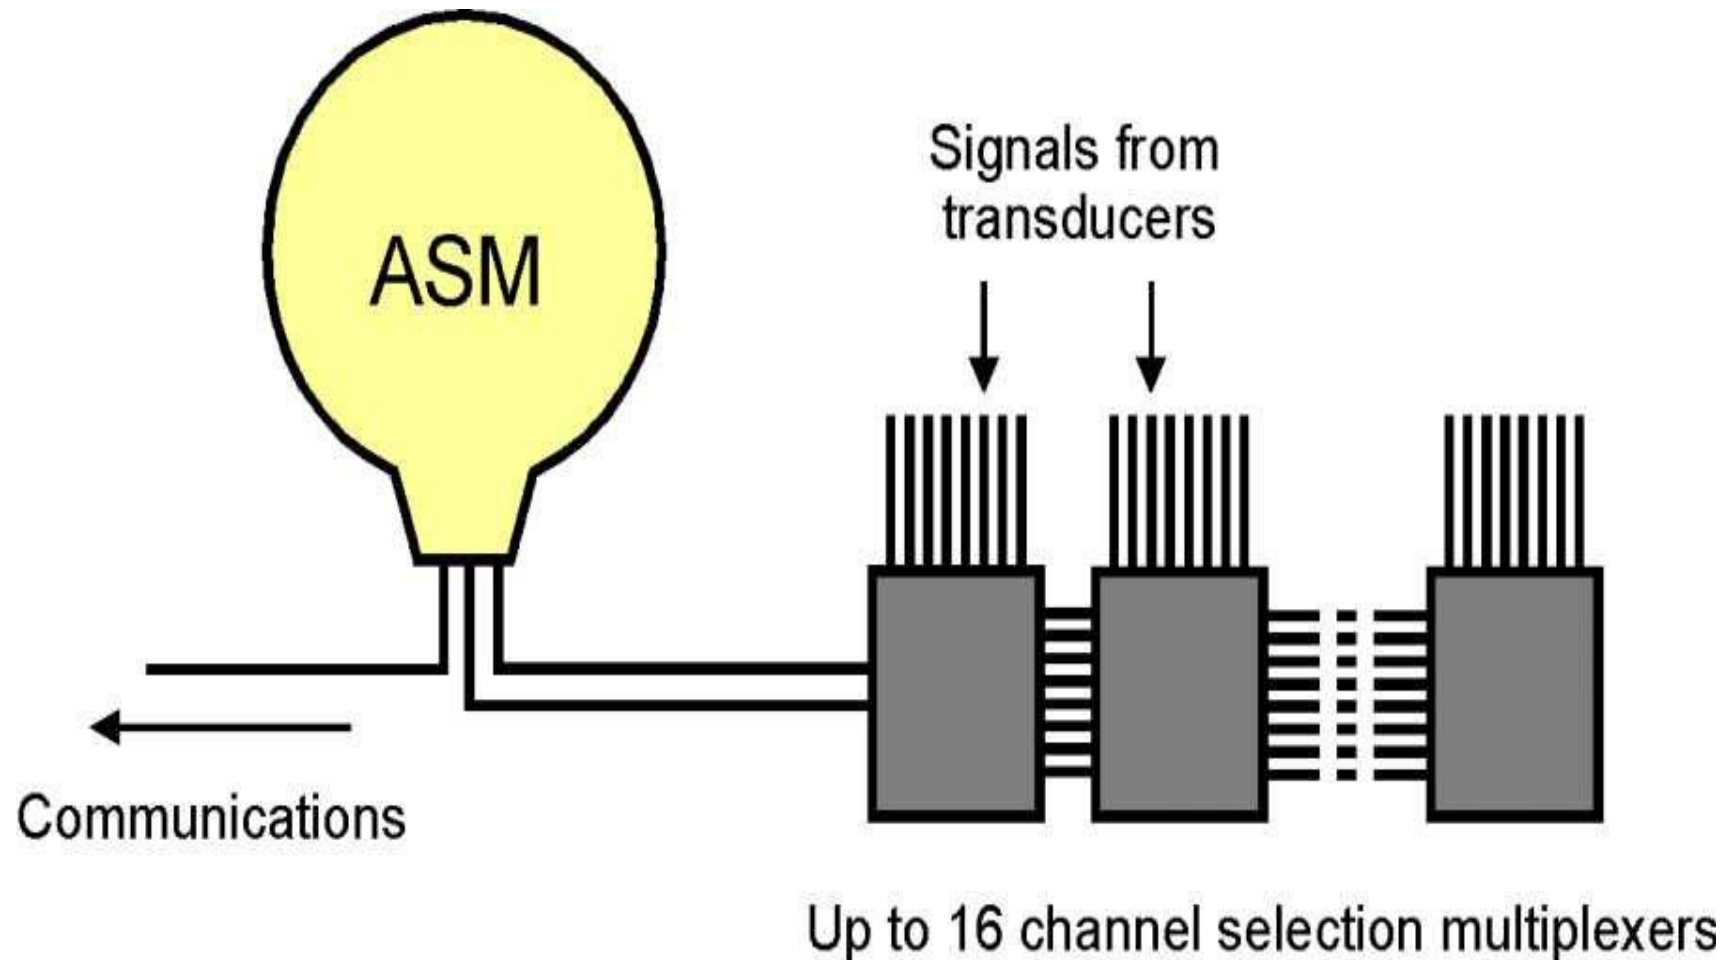 ASM
Signals from
transducers
Communications
Up to 16 channel selection multiplexers